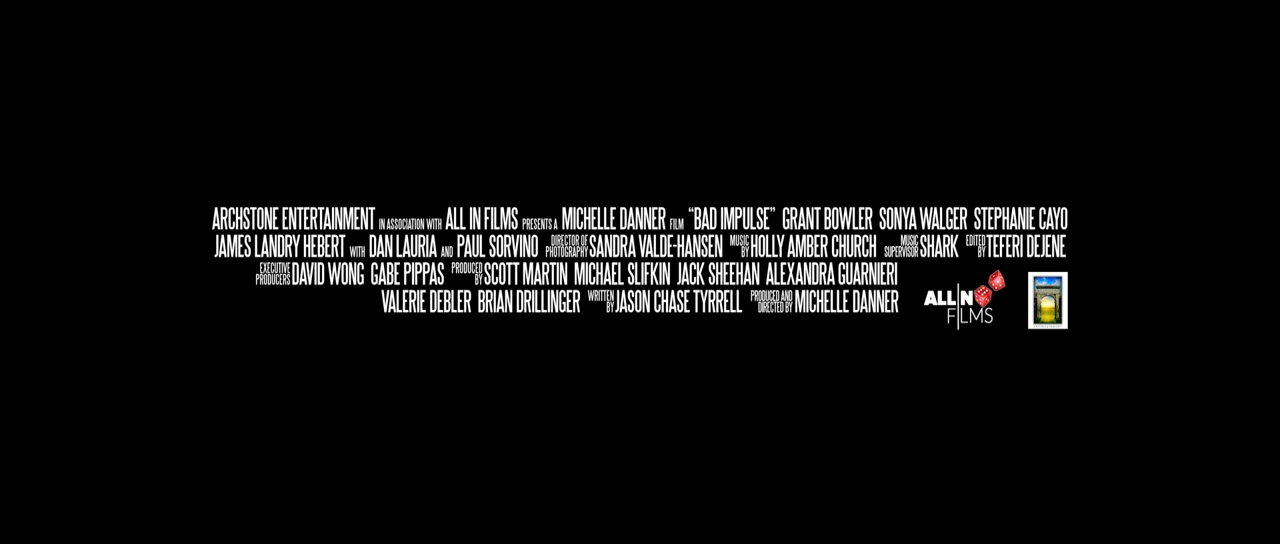 ARCHSTONE ENTERTAINMENT IN ASSOCIATION WITH ALL IN FILMS PRESENTS A MICHELLE DANNER FILM “BAD IMPULSE” GRANT BOWLER SONYA WALGER STEPHANIE CAYO
JAMES LANDRY HEBERT WITH DAN LAURIA AND PAUL SORVINO DIRECTOR OF PHOTOGRAPHY SANDRA VALDE-HANSEN MUSIC BY HOLLY AMBER CHURCH MUSIC SUPERVISOR SHARK EDITED BY TEFERI DEJENE
EXECUTIVE PRODUCERS DAVID WONG GABE PIPPAS PRODUCED BY SCOTT MARTIN MICHAEL SLIFKIN JACK SHEEHAN ALEXANDRA GUARNIERI
VALERIE DEBLER BRIAN DRILLINGER WRITTEN BY JASON CHASE TYRRELL PRODUCED AND DIRECTED BY MICHELLE DANNER
ALL IN
FILMS